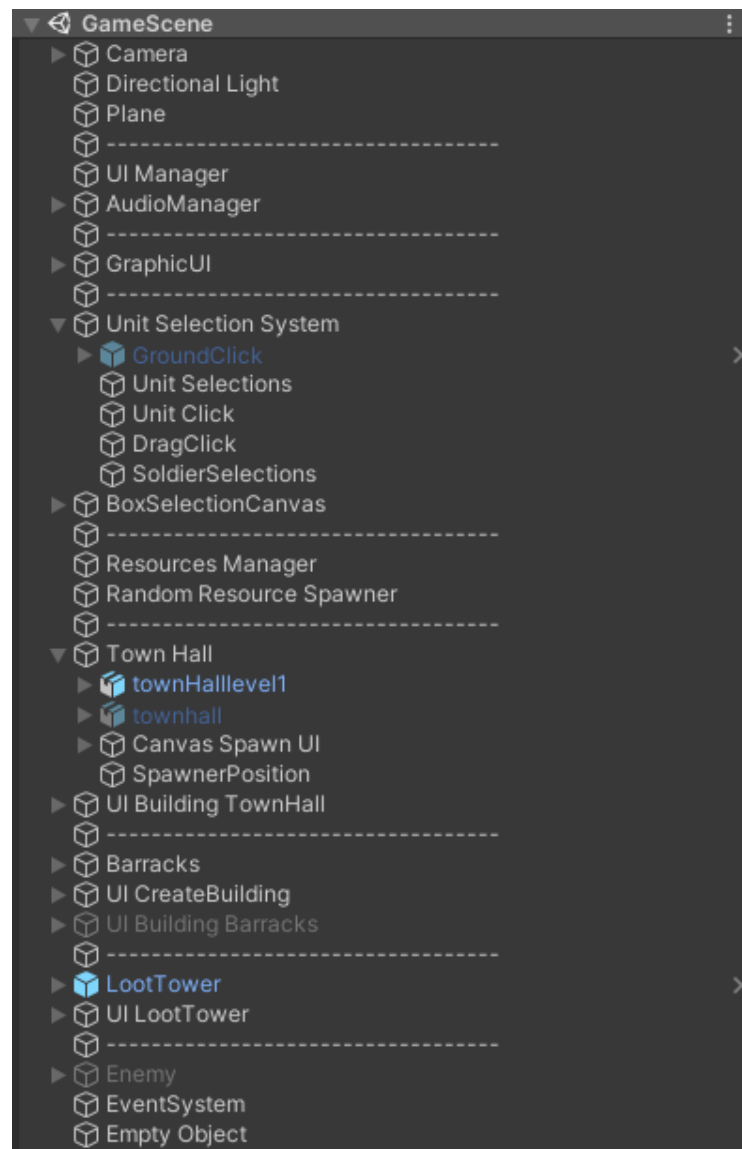 GameScene
Camera
Directional Light
Plane
-----------------------------------
UI Manager
AudioManager
-----------------------------------
GraphicUI
-----------------------------------
Unit Selection System
GroundClick
Unit Selections
Unit Click
DragClick
SoldierSelections
BoxSelectionCanvas
-----------------------------------
Resources Manager
Random Resource Spawner
-----------------------------------
Town Hall
townHalllevel1
townhall
Canvas Spawn UI
SpawnerPosition
UI Building TownHall
-----------------------------------
Barracks
UI CreateBuilding
UI Building Barracks
-----------------------------------
LootTower
UI LootTower
-----------------------------------
Enemy
EventSystem
Empty Object